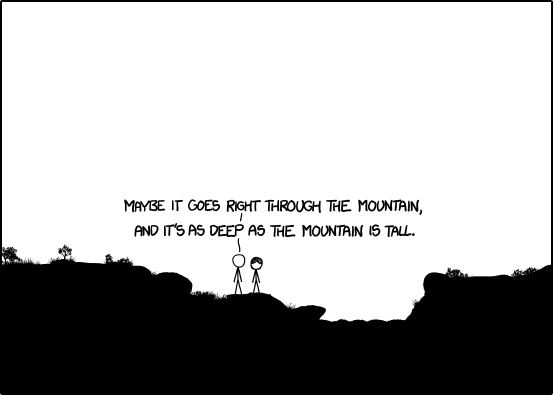 MAYBE IT GOES RIGHT THROUGH THE MOUNTAIN,
AND IT'S AS DEEP AS THE MOUNTAIN IS TALL.